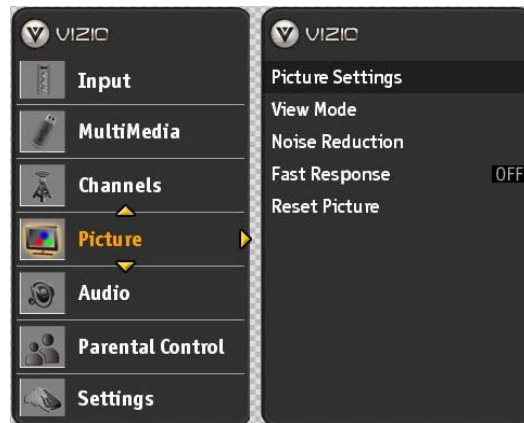 VIZIO
Input
MultiMedia
Channels
Picture
Audio
Parental Control
Settings
VIZIO
Picture Settings
View Mode
Noise Reduction
Fast Response OFF
Reset Picture